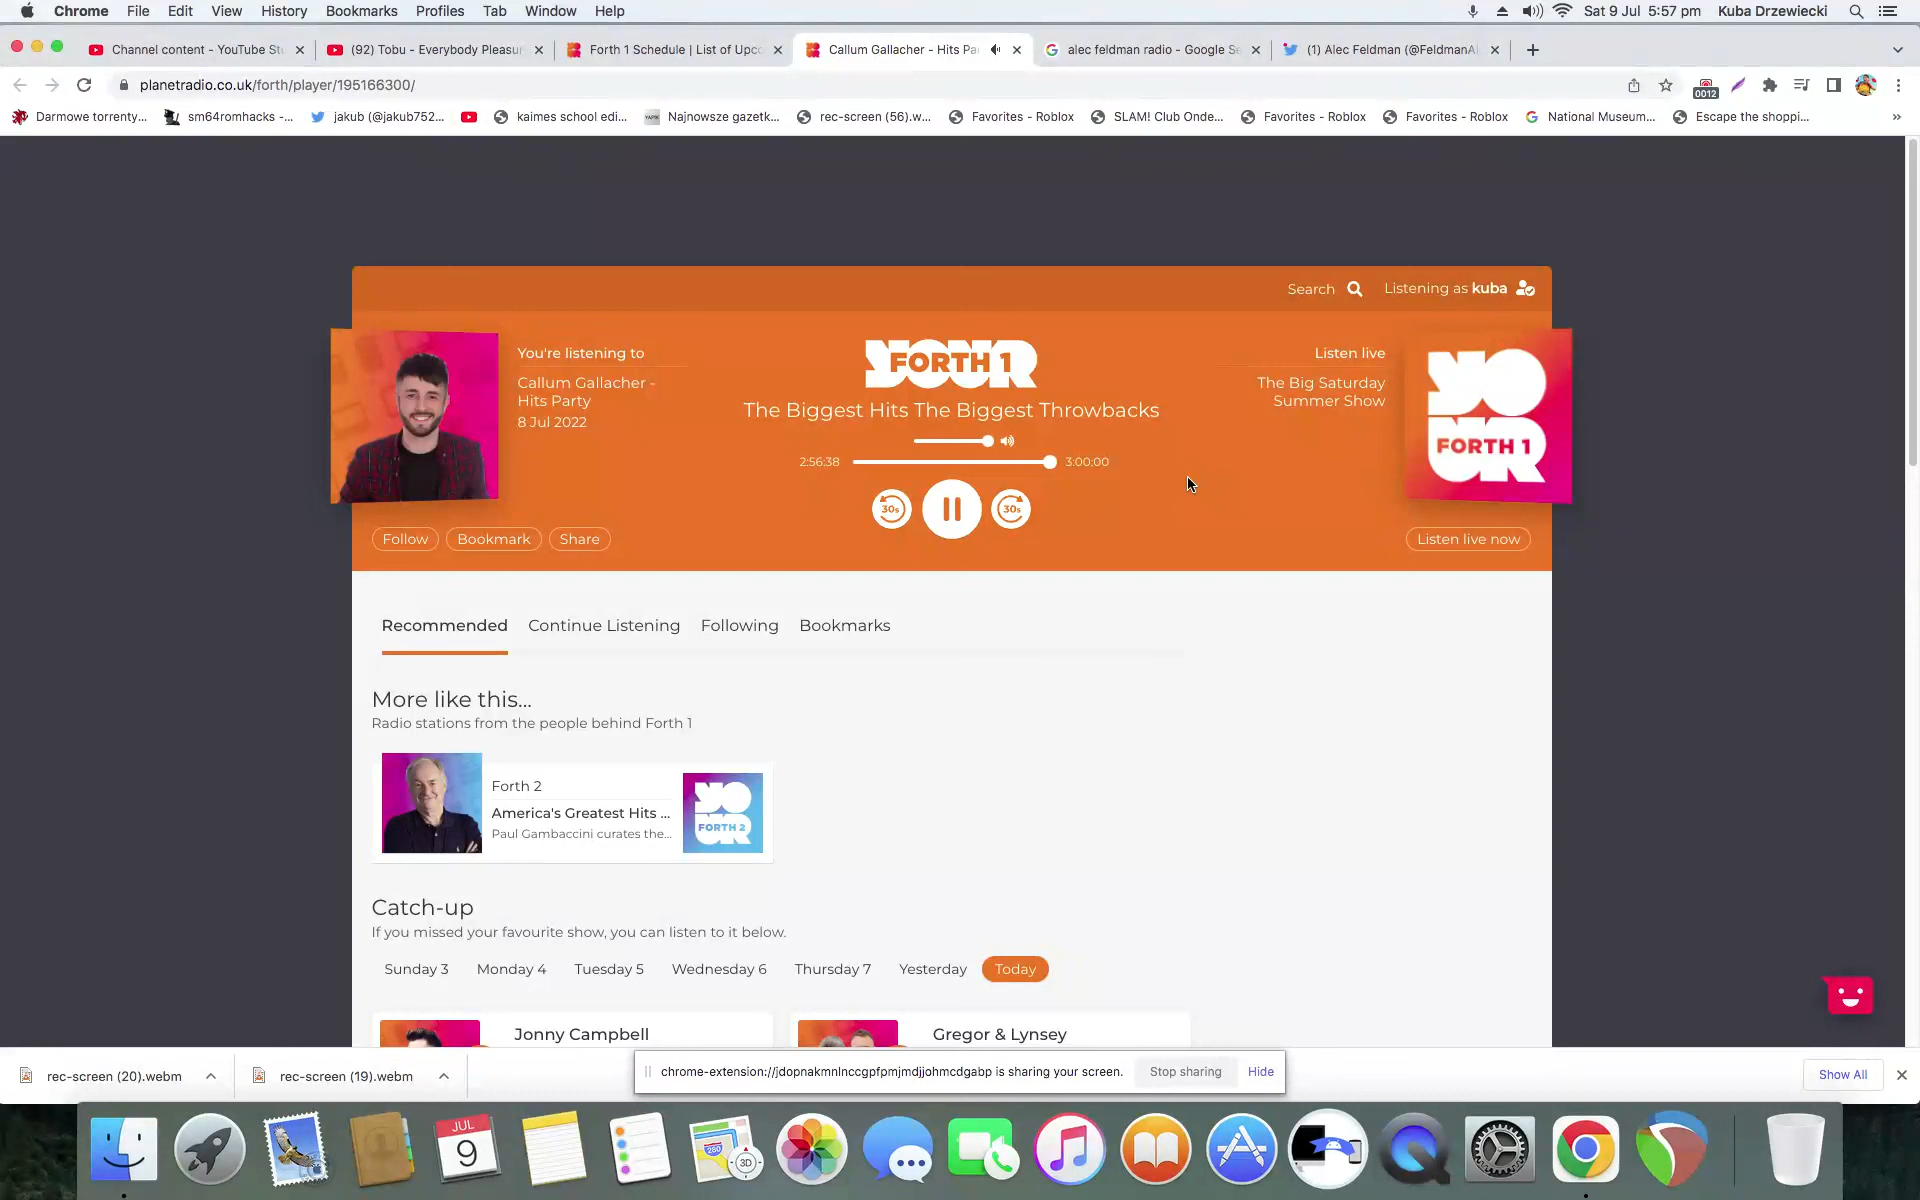 Chrome File Edit View History Bookmarks Profiles Tab Window Help Sat 9 Jul 5:57 pm Kuba Drzewiecki
Channel content - YouTube St (92) Tobu - Everybody Pleasu Forth 1 Schedule | List of Upc Callum Gallacher - Hits Pa alec feldman radio - Google Se (1) Alec Feldman (@FeldmanAl
planetradio.co.uk/forth/player/195166300/
0012
Darmowe torrenty... sm64romhacks -... jakub (@jakub752... kaimes school edi... Najnowsze gazetk... rec-screen (56).w... Favorites - Roblox SLAM! Club Onde... Favorites - Roblox Favorites - Roblox National Museum... Escape the shoppi... »
Search Listening as kuba
You're listening to
Callum Gallacher -
Hits Party
8 Jul 2022
YOUR
FORTH 1
The Biggest Hits The Biggest Throwbacks
2:56:38 3:00:00
30s 30s
Listen live
The Big Saturday
Summer Show
YO
FORTH 1
UR
Follow Bookmark Share
Listen live now
Recommended Continue Listening Following Bookmarks
More like this...
Radio stations from the people behind Forth 1
Forth 2
America's Greatest Hits ...
Paul Gambaccini curates the...
YO
FORTH 2
UR
Catch-up
If you missed your favourite show, you can listen to it below.
Sunday 3 Monday 4 Tuesday 5 Wednesday 6 Thursday 7 Yesterday Today
Jonny Campbell Gregor & Lynsey
rec-screen (20).webm rec-screen (19).webm chrome-extension://jdopnakmnlnccgpfpmjmdjjohmcdgabp is sharing your screen. Stop sharing Hide Show All
JUL
9
280
3D